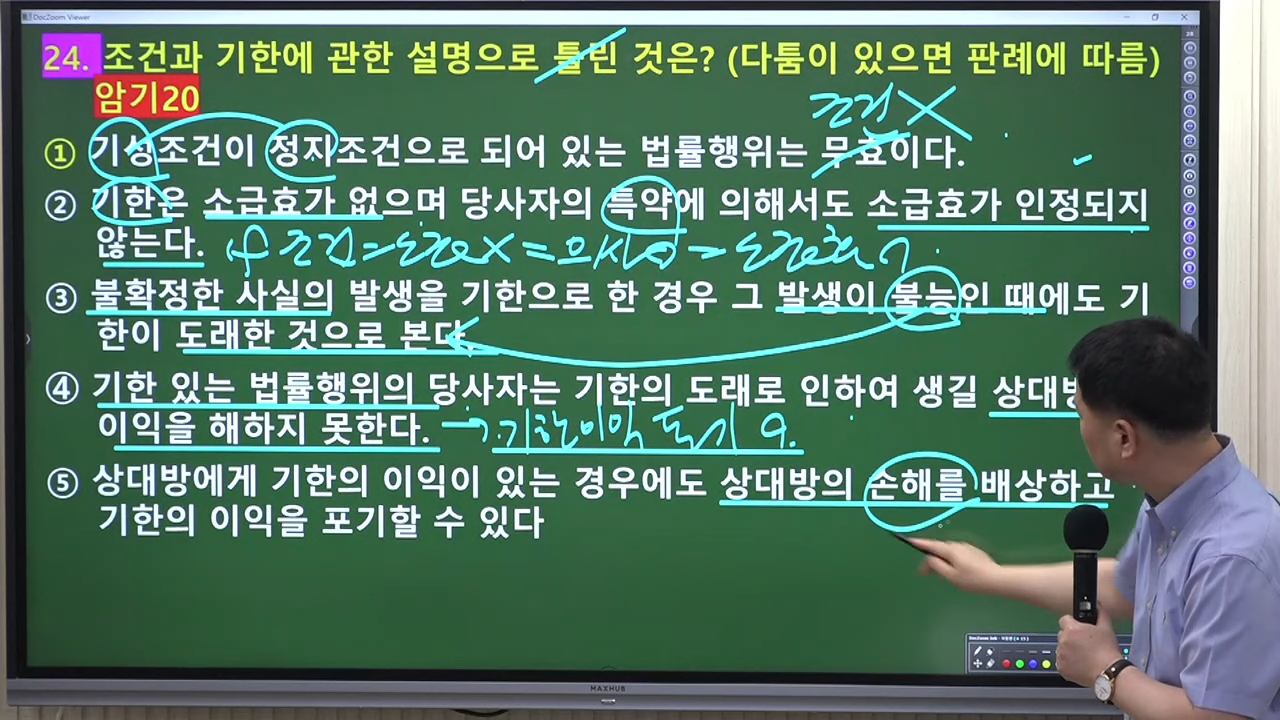 DocZoom Viewer
24. 조건과 기한에 관한 설명으로 틀린 것은? (다툼이 있으면 판례에 따름)
암기20
조건X
① 기성조건이 정지조건으로 되어 있는 법률행위는 무효이다.
② 기한은 소급효가 없으며 당사자의 특약에 의해서도 소급효가 인정되지
않는다.
③ 불확정한 사실의 발생을 기한으로 한 경우 그 발생이 불능인 때에도 기
한이 도래한 것으로 본다.
④ 기한 있는 법률행위의 당사자는 기한의 도래로 인하여 생길 상대방
이익을 해하지 못한다. → 기한이익
⑤ 상대방에게 기한의 이익이 있는 경우에도 상대방의 손해를 배상하고
기한의 이익을 포기할 수 있다
MAXHUB